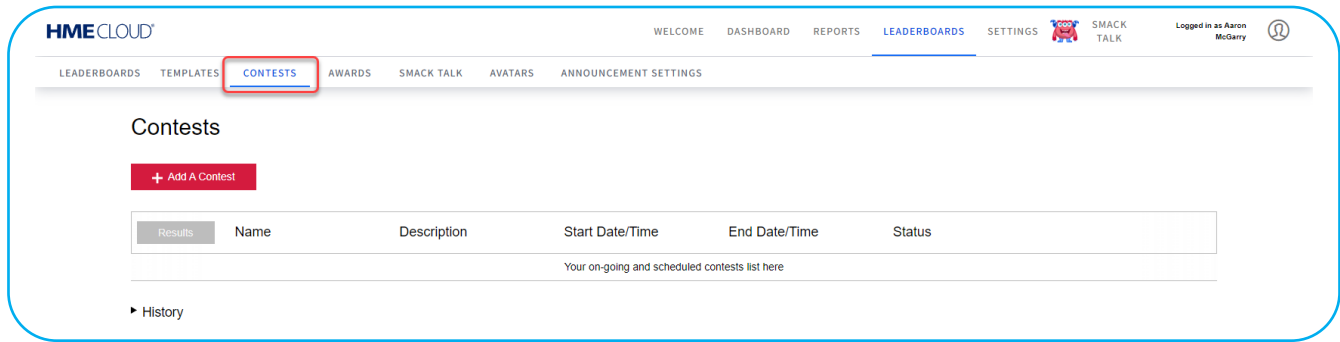 HME CLOUD®
WELCOME DASHBOARD REPORTS LEADERBOARDS SETTINGS SMACK TALK Logged in as Aaron McGarry
LEADERBOARDS TEMPLATES CONTESTS AWARDS SMACK TALK AVATARS ANNOUNCEMENT SETTINGS
Contests
+ Add A Contest
Results Name Description Start Date/Time End Date/Time Status
Your on-going and scheduled contests list here
History